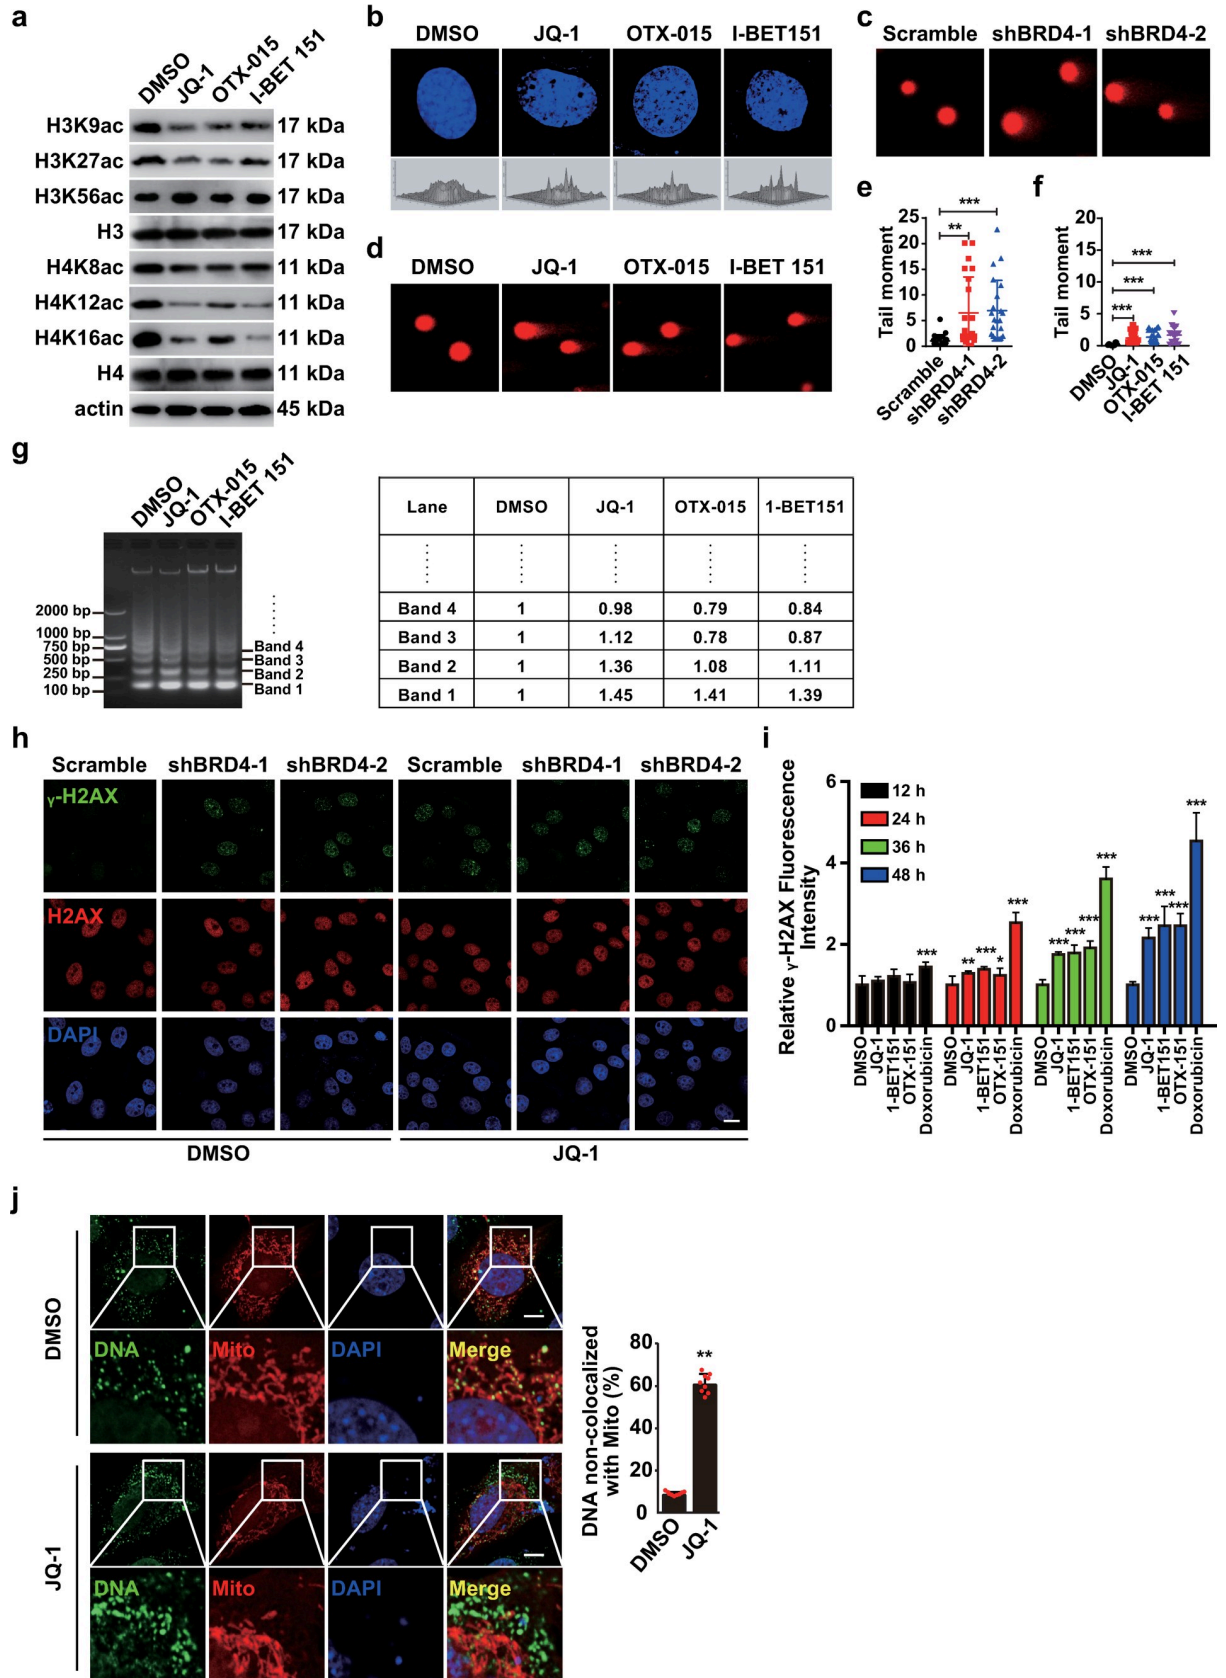 a
DMSO
JQ-1
OTX-015
I-BET 151
H3K9ac 17 kDa
H3K27ac 17 kDa
H3K56ac 17 kDa
H3 17 kDa
H4K8ac 11 kDa
H4K12ac 11 kDa
H4K16ac 11 kDa
H4 11 kDa
actin 45 kDa
b
DMSO JQ-1 OTX-015 I-BET151
c
Scramble shBRD4-1 shBRD4-2
d
DMSO JQ-1 OTX-015 I-BET 151
e
Tail moment
25
20
15
10
5
0
** ***
Scramble
shBRD4-1
shBRD4-2
f
Tail moment
25
20
15
10
5
0
*** *** ***
DMSO
JQ-1
OTX-015
I-BET 151
g
DMSO
JQ-1
OTX-015
I-BET 151
2000 bp
1000 bp
750 bp
500 bp
250 bp
100 bp
Band 4
Band 3
Band 2
Band 1
Lane DMSO JQ-1 OTX-015 1-BET151
Band 4 1 0.98 0.79 0.84
Band 3 1 1.12 0.78 0.87
Band 2 1 1.36 1.08 1.11
Band 1 1 1.45 1.41 1.39
h
Scramble shBRD4-1 shBRD4-2 Scramble shBRD4-1 shBRD4-2
γ-H2AX
H2AX
DAPI
DMSO JQ-1
i
Relative γ-H2AX Fluorescence
Intensity
6
4
2
0
12 h
24 h
36 h
48 h
***
** *** * ***
*** *** *** ***
*** *** *** ***
DMSO
JQ-1
1-BET151
OTX-151
Doxorubicin
DMSO
JQ-1
1-BET151
OTX-151
Doxorubicin
DMSO
JQ-1
1-BET151
OTX-151
Doxorubicin
DMSO
JQ-1
1-BET151
OTX-151
Doxorubicin
j
DMSO
DNA Mito DAPI Merge
JQ-1
DNA Mito DAPI Merge
DNA non-colocalized
with Mito (%)
80
60
40
20
0
**
DMSO
JQ-1